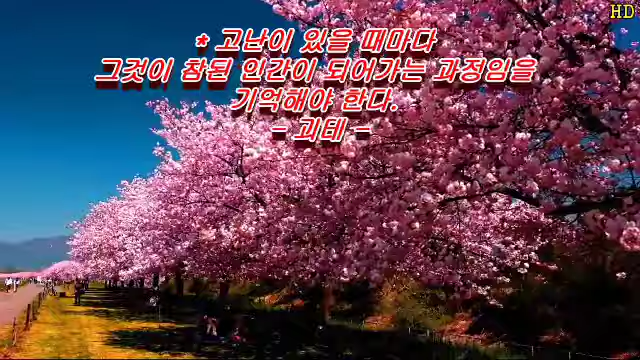 HD
* 고난이 있을 때마다
그것이 참된 인간이 되어가는 과정임을
기억해야 한다.
- 괴테 -